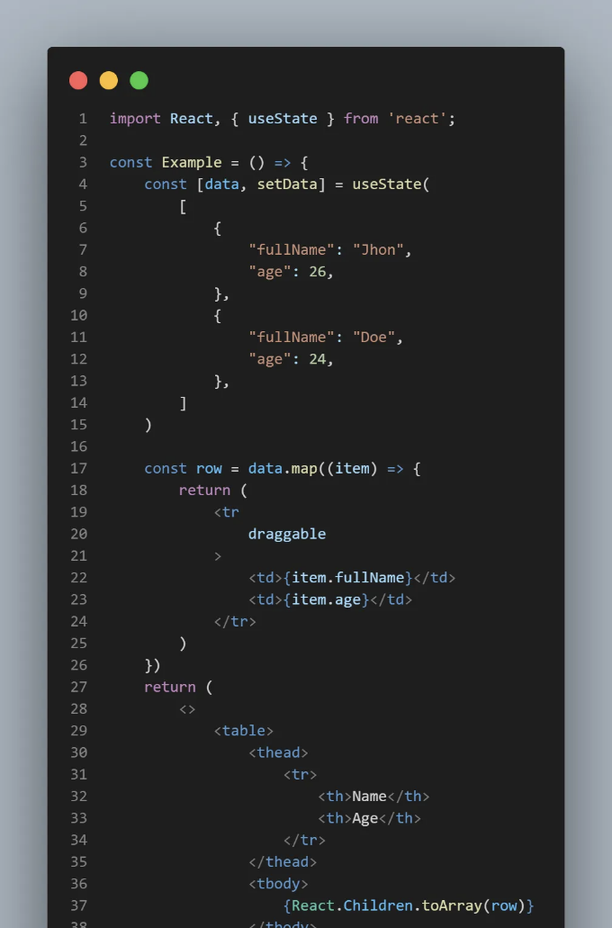 1 import React, { useState } from 'react';
2
3 const Example = () => {
4     const [data, setData] = useState(
5         [
6             {
7                 "fullName": "Jhon",
8                 "age": 26,
9             },
10             {
11                 "fullName": "Doe",
12                 "age": 24,
13             },
14         ]
15     )
16
17     const row = data.map((item) => {
18         return (
19             <tr
20                 draggable
21             >
22                 <td>{item.fullName}</td>
23                 <td>{item.age}</td>
24             </tr>
25         )
26     })
27     return (
28         <>
29             <table>
30                 <thead>
31                     <tr>
32                         <th>Name</th>
33                         <th>Age</th>
34                     </tr>
35                 </thead>
36                 <tbody>
37                     {React.Children.toArray(row)}
38                 </tbody>